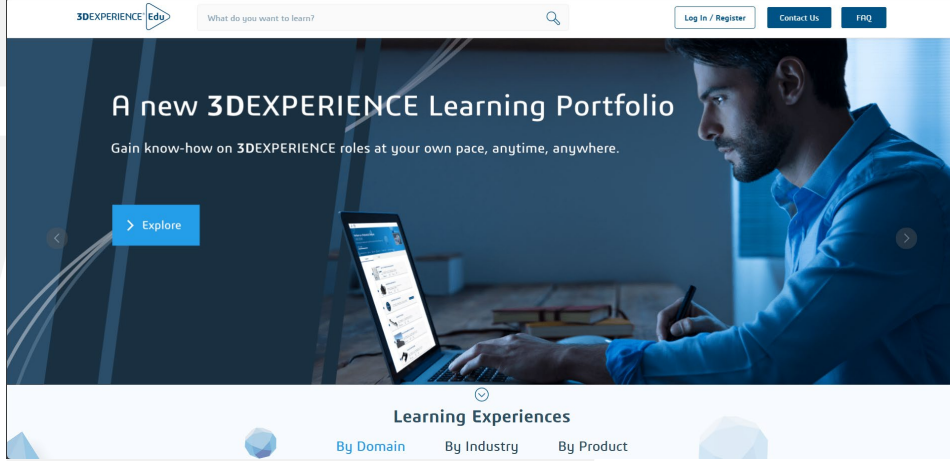 3DEXPERIENCE® Edu
What do you want to learn?
Log In / Register
Contact Us
FAQ
A new 3DEXPERIENCE Learning Portfolio
Gain know-how on 3DEXPERIENCE roles at your own pace, anytime, anywhere.
Explore
Learning Experiences
By Domain
By Industry
By Product